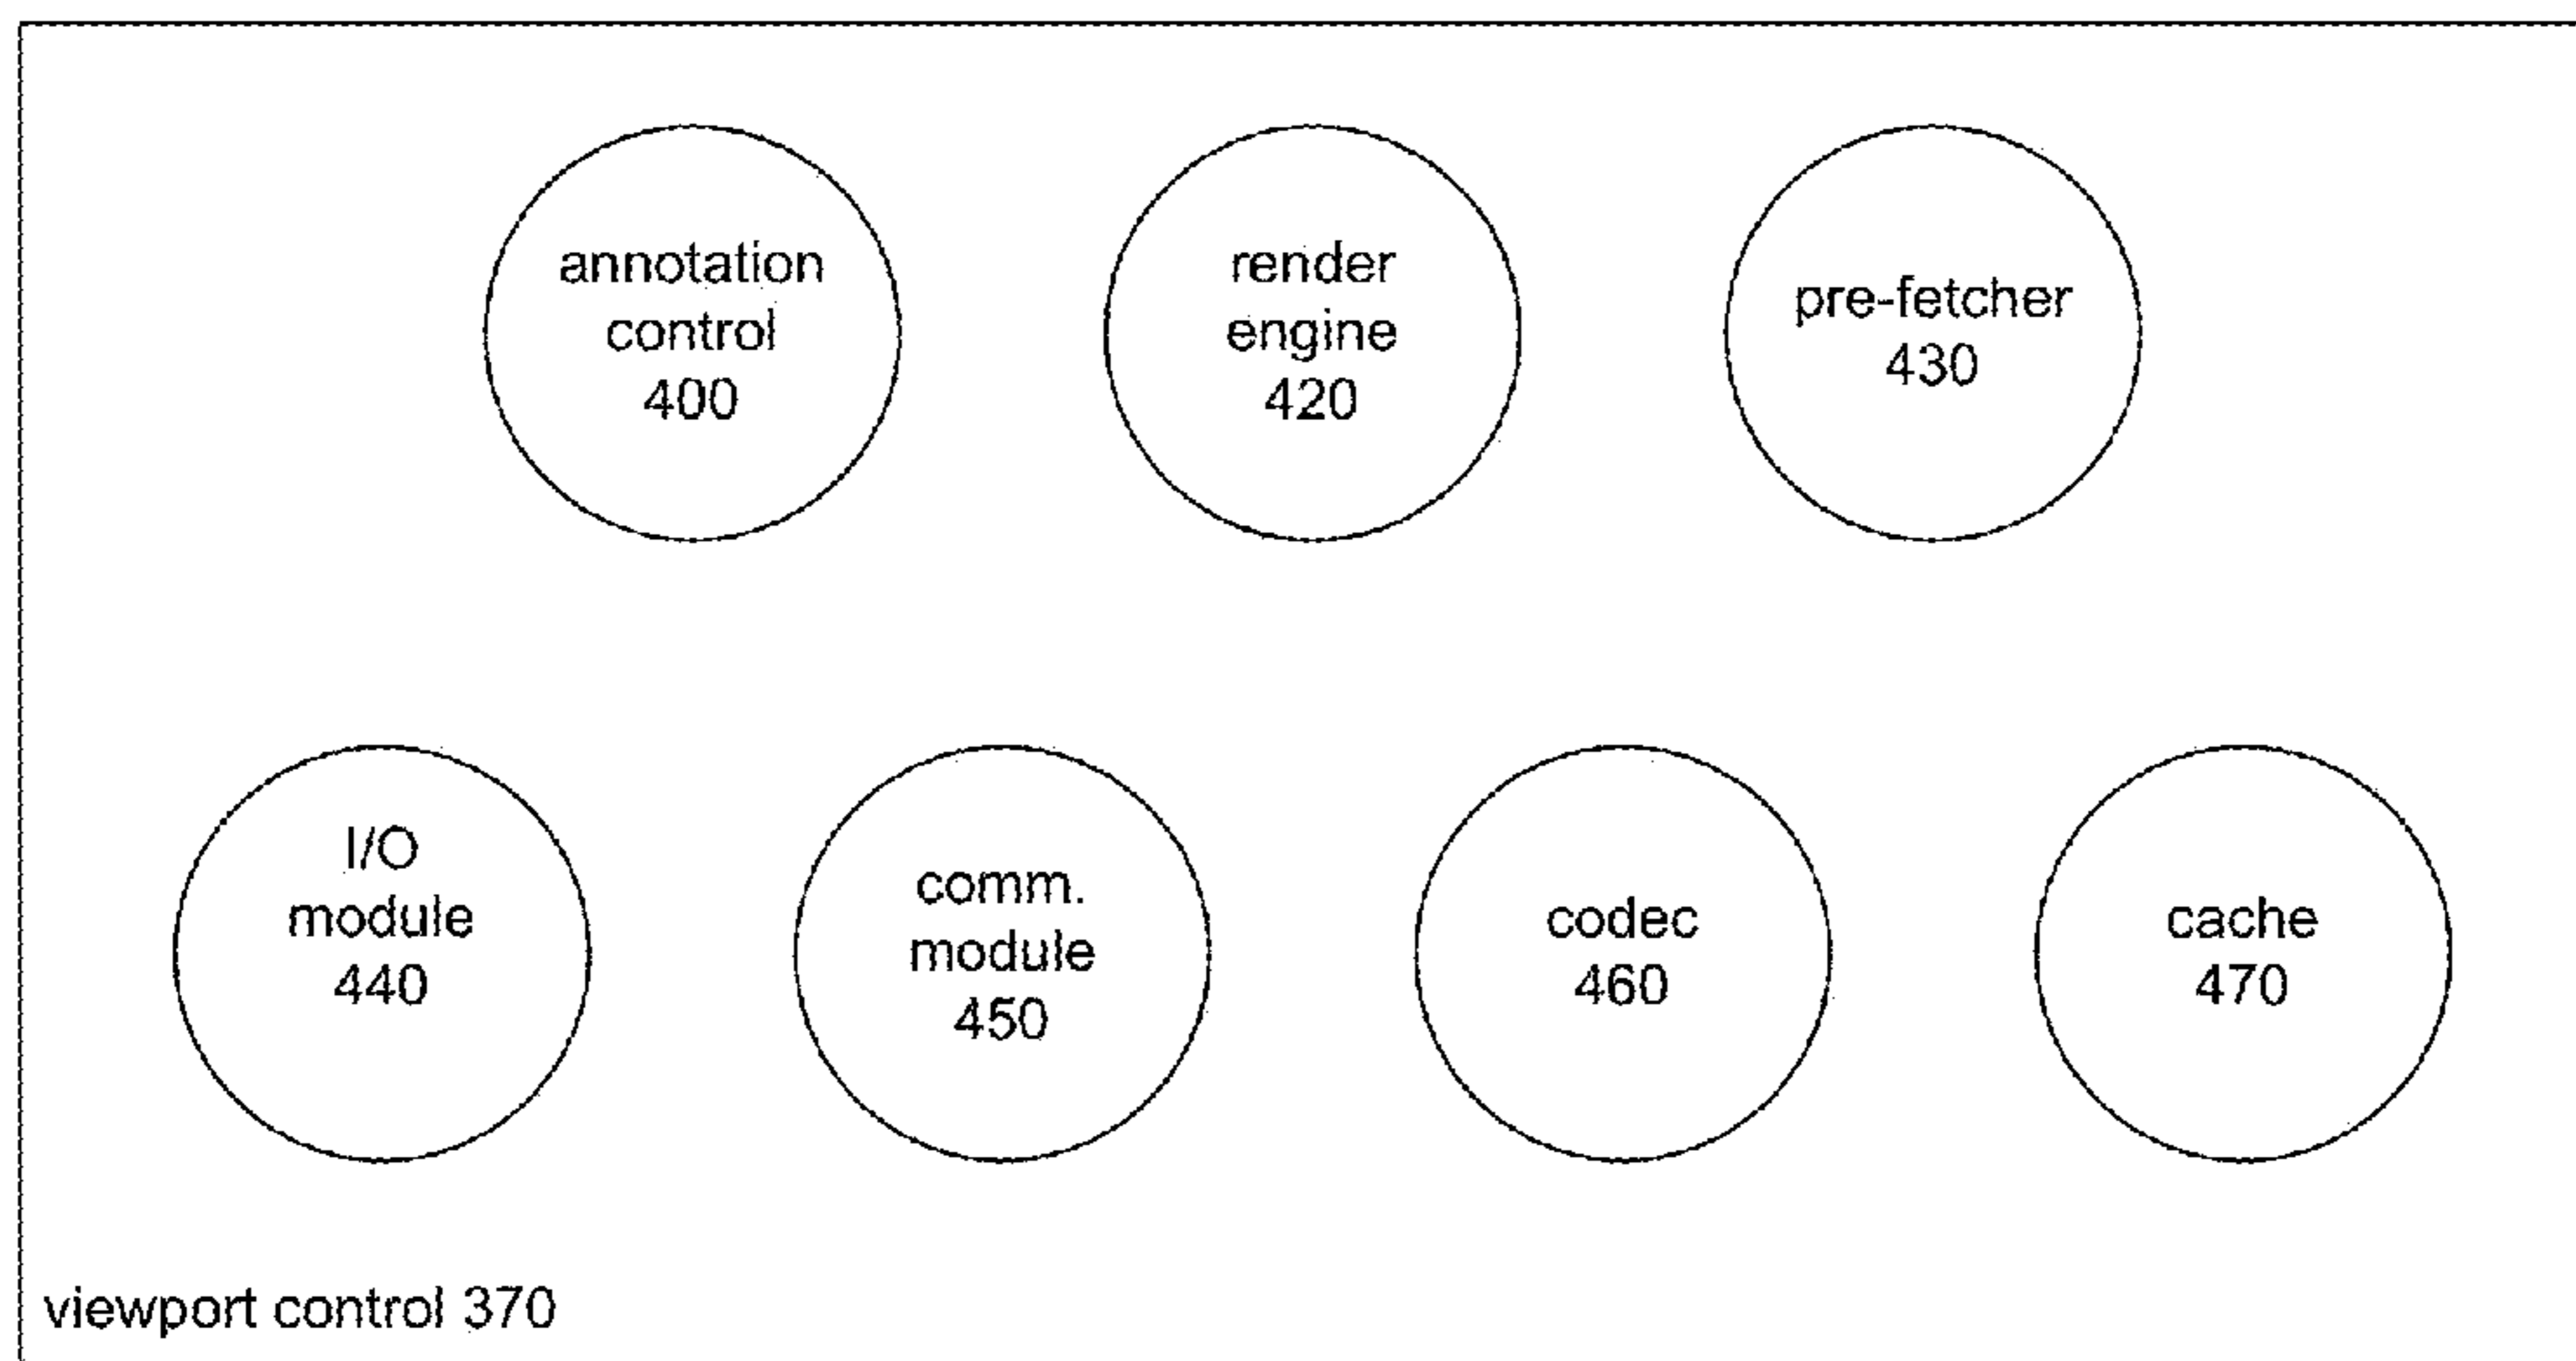 annotation
control
400
render
engine
420
pre-fetcher
430
I/O
module
440
comm.
module
450
codec
460
cache
470
viewport control 370